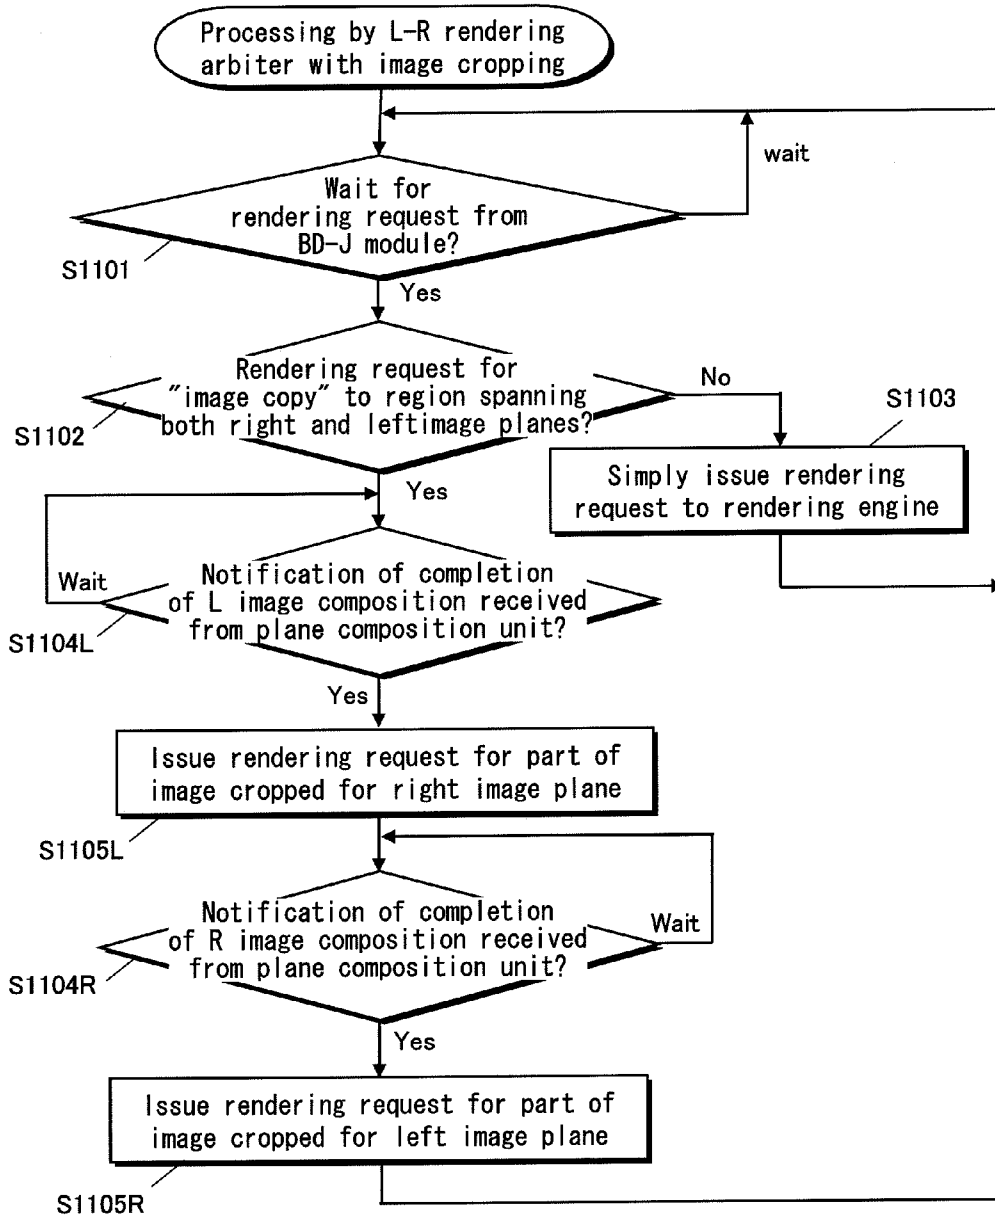 Processing by L-R rendering
arbiter with image cropping
wait
Wait for
rendering request from
BD-J module?
S1101
Yes
Rendering request for
"image copy" to region spanning
both right and leftimage planes?
No
S1102
S1103
Simply issue rendering
request to rendering engine
Yes
Notification of completion
of L image composition received
from plane composition unit?
Wait
S1104L
Yes
Issue rendering request for part of
image cropped for right image plane
S1105L
Notification of completion
of R image composition received
from plane composition unit?
Wait
S1104R
Yes
Issue rendering request for part of
image cropped for left image plane
S1105R